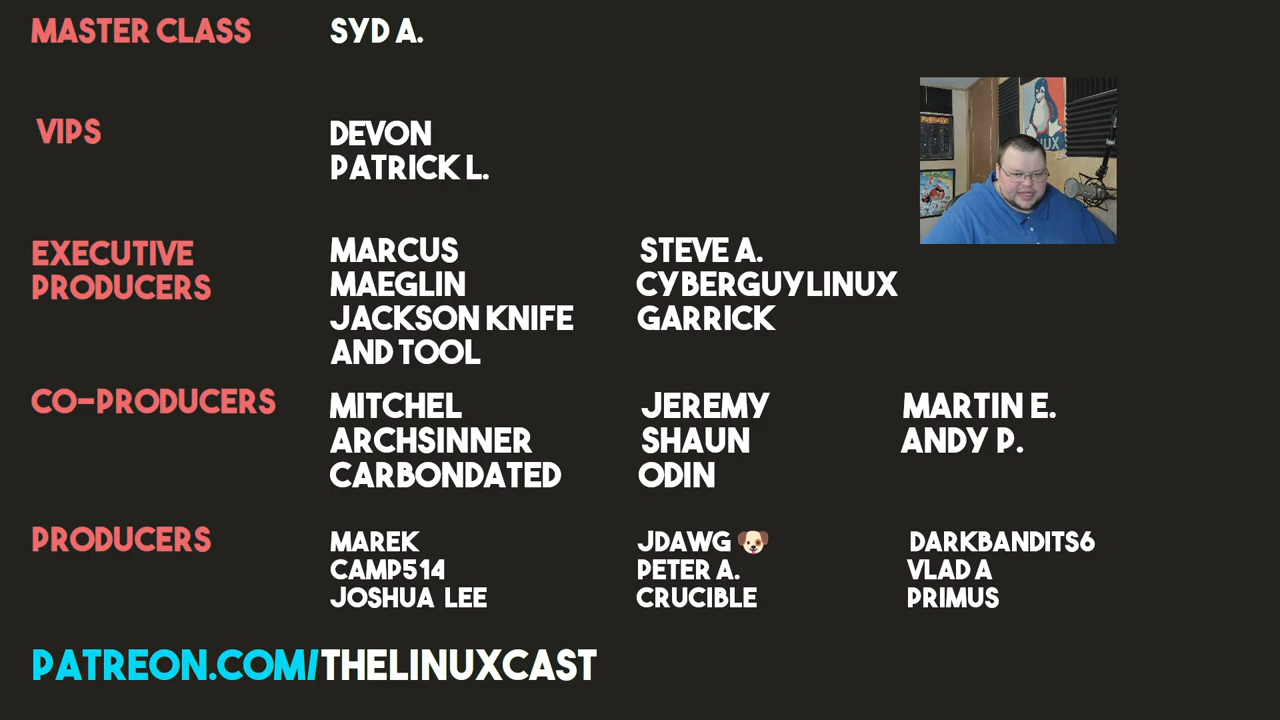 MASTER CLASS
SYD A.
VIPS
DEVON
PATRICK L.
EXECUTIVE
PRODUCERS
MARCUS
MAEGLIN
JACKSON KNIFE
AND TOOL
STEVE A.
CYBERGUYLINUX
GARRICK
CO-PRODUCERS
MITCHEL
ARCHSINNER
CARBONDATED
JEREMY
SHAUN
ODIN
MARTIN E.
ANDY P.
PRODUCERS
MAREK
CAMP514
JOSHUA LEE
JDAWG 🐶
PETER A.
CRUCIBLE
DARKBANDITS6
VLAD A
PRIMUS
PATREON.COM/THELINUXCAST